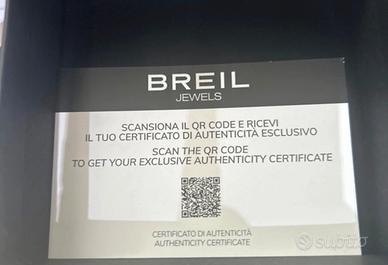 BREIL
JEWELS
SCANSIONA IL QR CODE E RICEVI
IL TUO CERTIFICATO DI AUTENTICITÀ ESCLUSIVO
SCAN THE QR CODE
TO GET YOUR EXCLUSIVE AUTHENTICITY CERTIFICATE
CERTIFICATO DI AUTENTICITÀ
AUTHENTICITY CERTIFICATE
subito